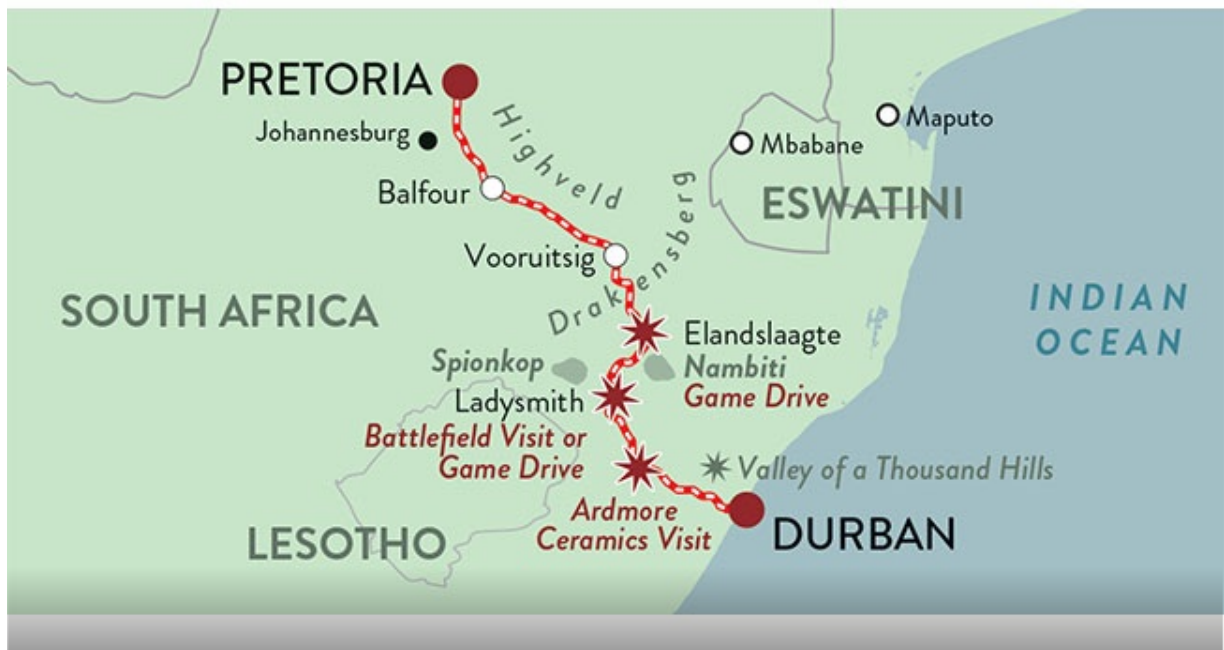 PRETORIA
Highveld
Johannesburg
Maputo
Mbabane
Balfour
ESWATINI
Drakensberg
Vooruitsig
SOUTH AFRICA
INDIAN
OCEAN
Elandslaagte
Spionkop
Nambiti
Game Drive
Ladysmith
Battlefield Visit or
Game Drive
Valley of a Thousand Hills
Ardmore
Ceramics Visit
DURBAN
LESOTHO